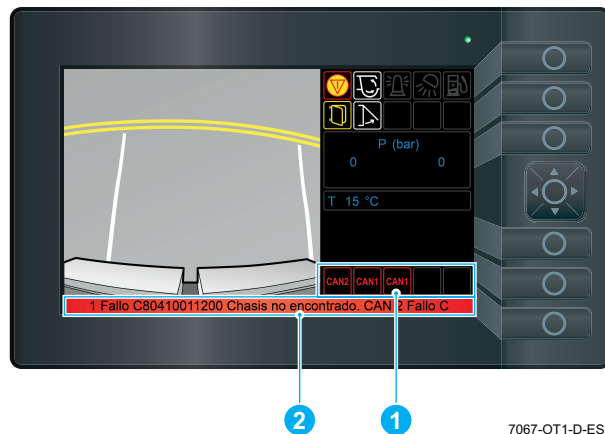 P (bar)
0 0
T 15 °C
CAN2 CAN1 CAN1
1 Fallo C80410011200 Chasis no encontrado. CAN 2 Fallo C
2 1
7067-OT1-D-ES